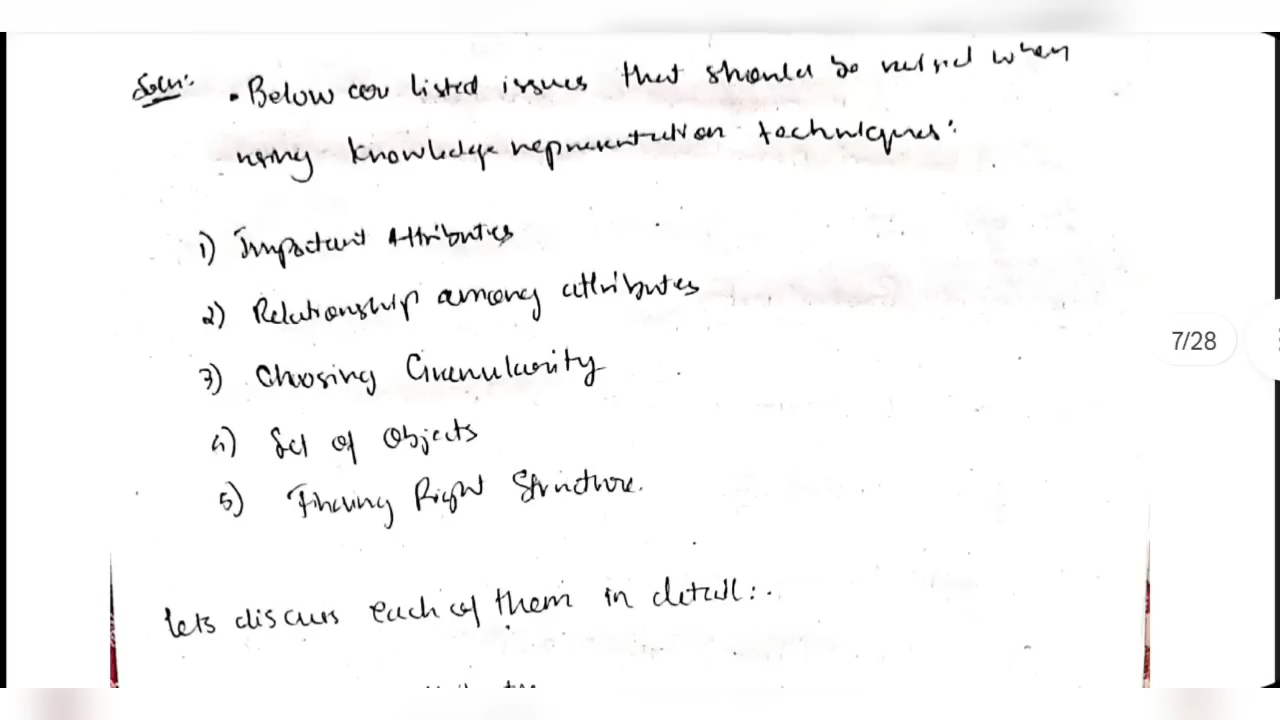 Soln:
• Below are listed issues that should be raised when
using knowledge representation techniques:
1) Important Attributes
2) Relationship among attributes
3) Choosing Granularity
4) Set of Objects
5) Finding Right Structure.
7/28
lets discuss each of them in detail:.